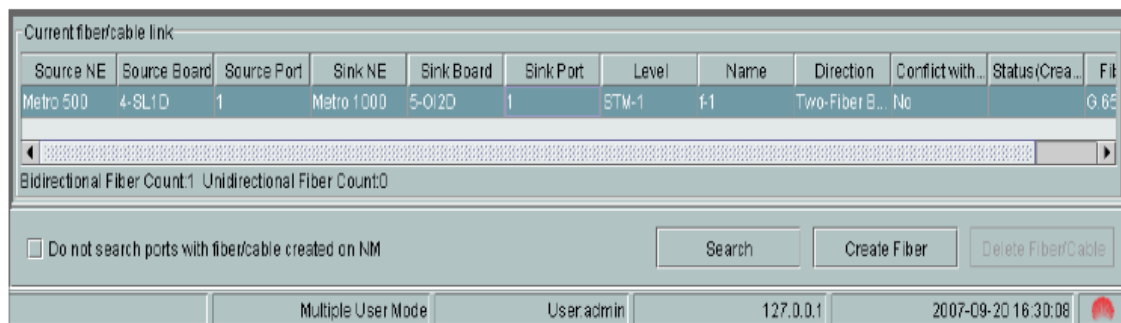 Current fiber/cable link
Source NE Source Board Source Port Sink NE Sink Board Sink Port Level Name Direction Conflict with... Status(Crea... Fib
Metro 500 4-SL1D 1 Metro 1000 5-OI2D 1 STM-1 f-1 Two-Fiber B... No G.65
Bidirectional Fiber Count:1 Unidirectional Fiber Count:0
Do not search ports with fiber/cable created on NM Search Create Fiber Delete Fiber/Cable
Multiple User Mode User:admin 127.0.0.1 2007-09-20 16:30:08